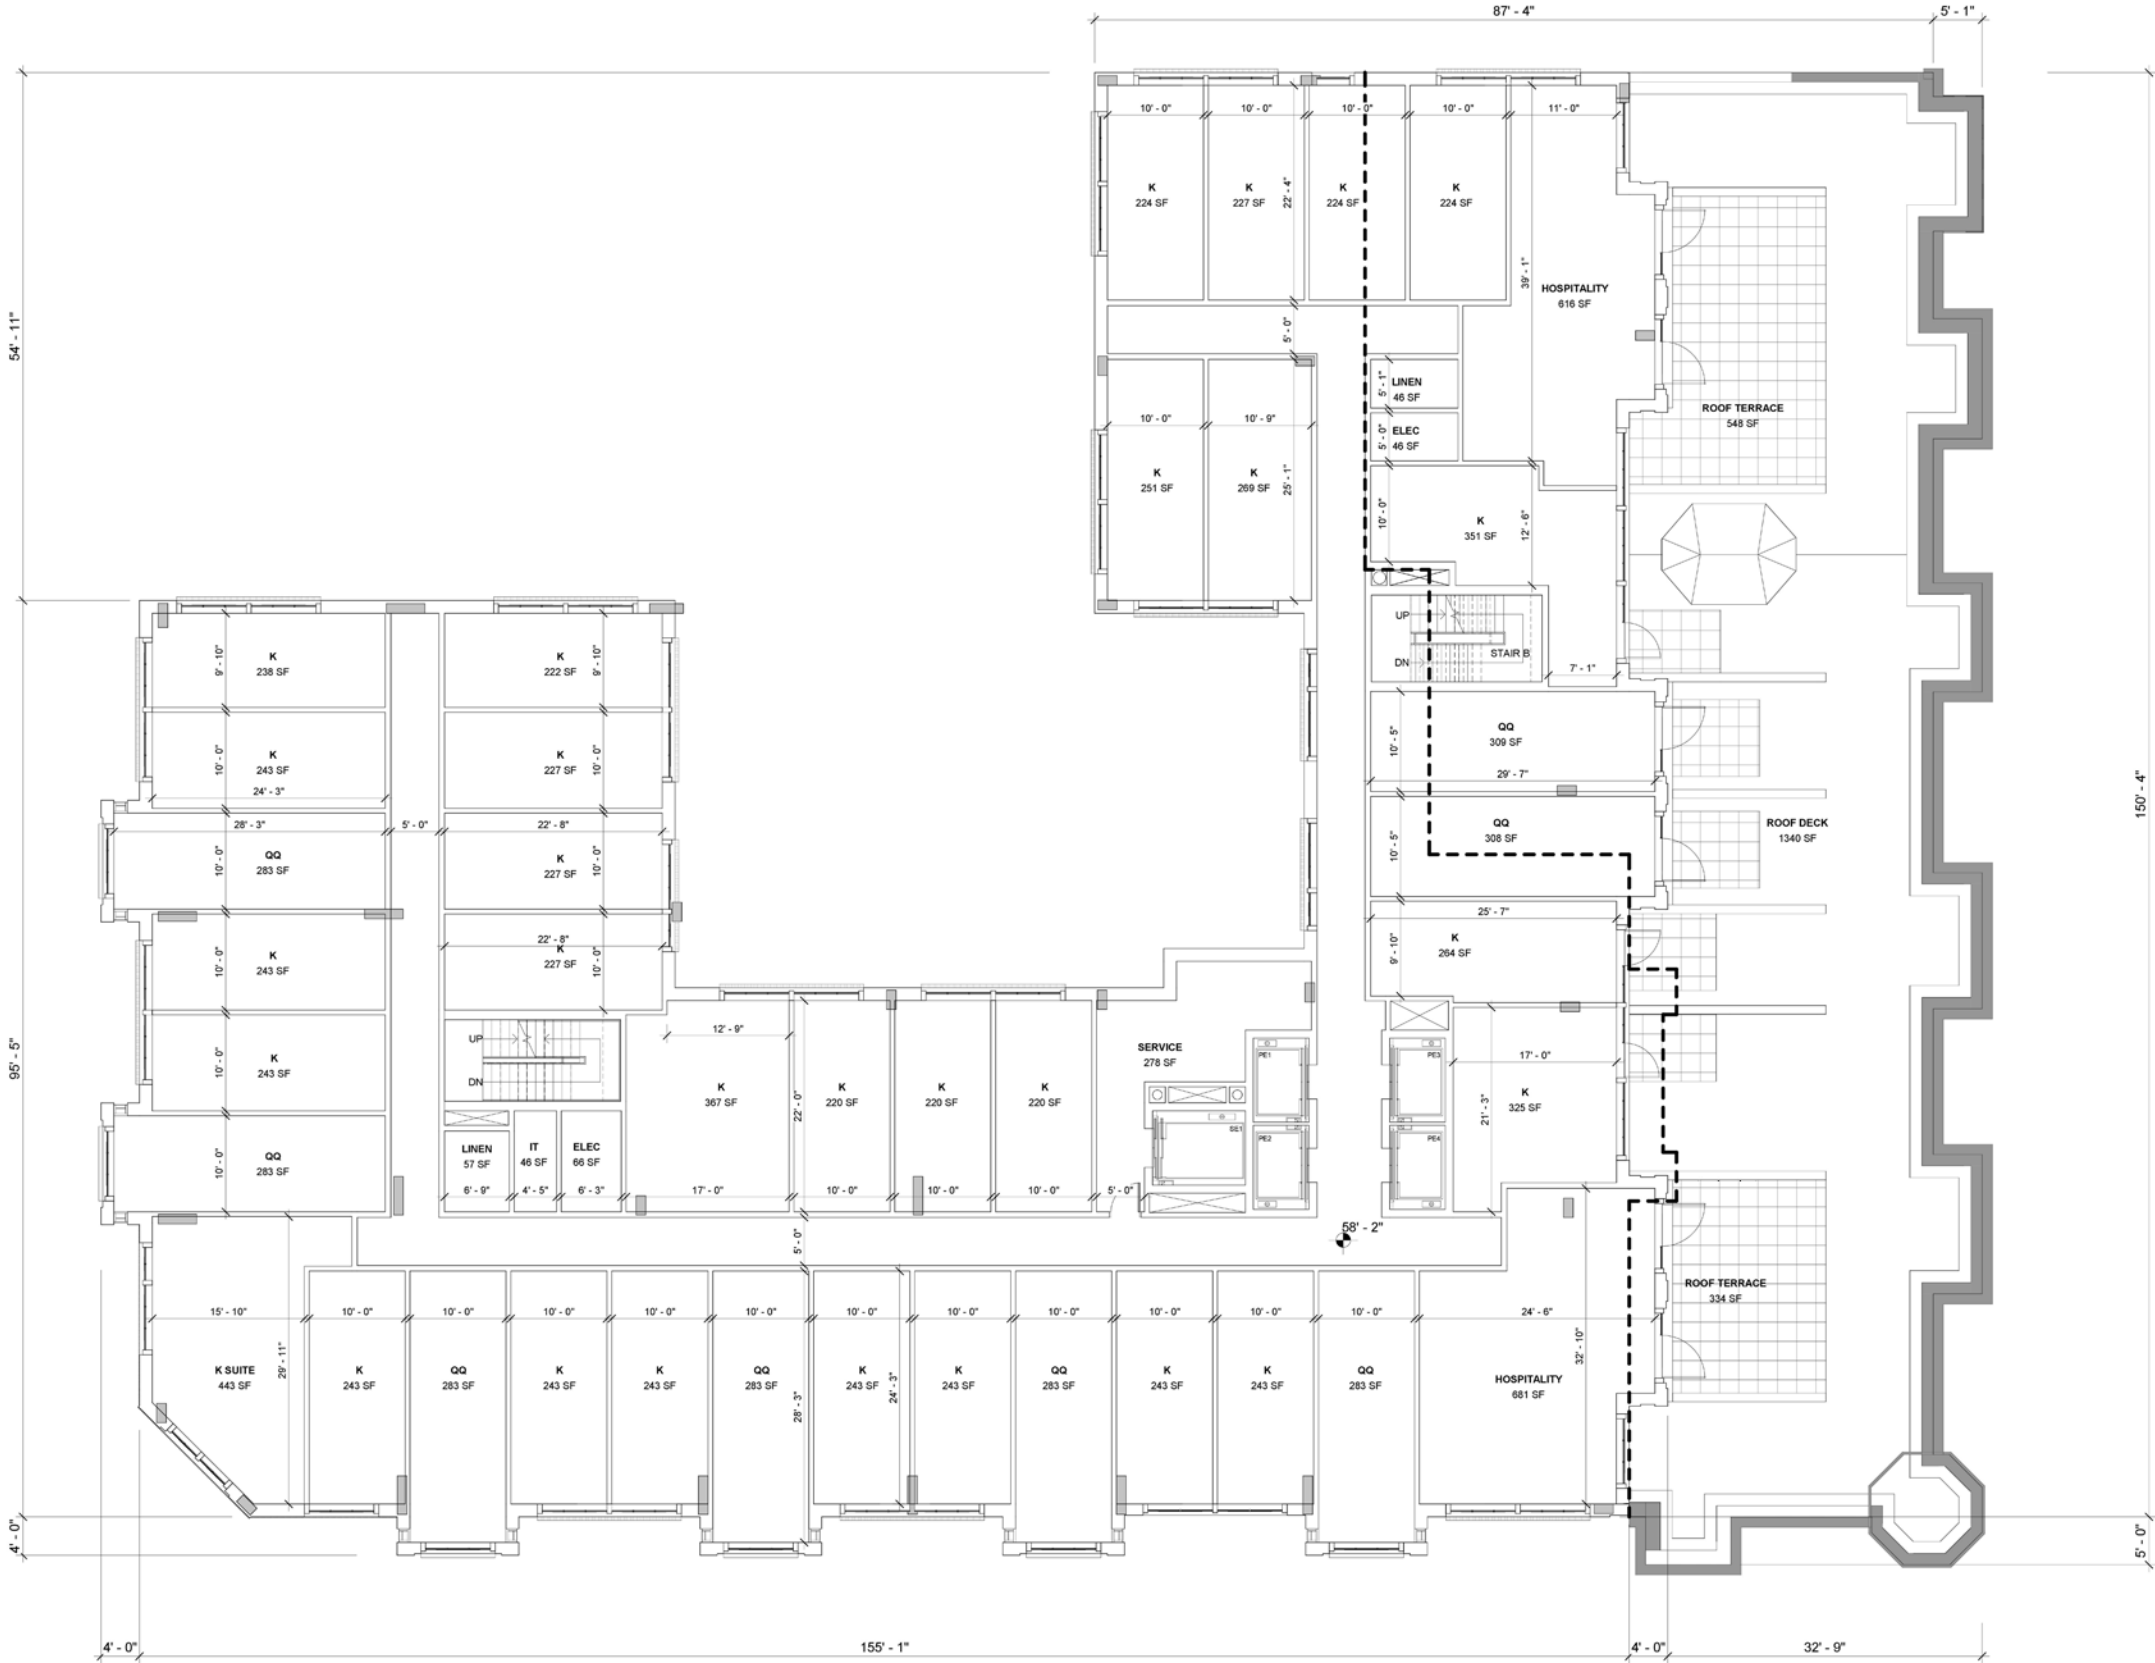 87' - 4" 5' - 1"
10' - 0" 10' - 0" 10' - 0" 10' - 0" 11' - 0"
K K K K
224 SF 227 SF 224 SF 224 SF
22' - 4"
39' - 1"
HOSPITALITY
616 SF
54' - 11"
5' - 0"
LINEN
46 SF
5' - 1"
ROOF TERRACE
548 SF
10' - 0" 10' - 9"
ELEC
46 SF
5' - 0"
K K
251 SF 269 SF
25' - 1"
10' - 0"
K
351 SF
12' - 6"
UP
STAIR B
DN
7' - 1"
9' - 10"
K
238 SF
K
222 SF
9' - 10"
10' - 5"
QQ
309 SF
29' - 7"
10' - 0"
K
243 SF
24' - 3"
K
227 SF
10' - 0"
150' - 4"
28' - 3" 5' - 0" 22' - 8"
10' - 5"
QQ
308 SF
ROOF DECK
1340 SF
10' - 0"
QQ
283 SF
K
227 SF
10' - 0"
25' - 7"
9' - 10"
K
264 SF
10' - 0"
K
243 SF
22' - 8"
K
227 SF
10' - 0"
95' - 5"
10' - 0"
K
243 SF
UP
DN
12' - 9"
K
367 SF
22' - 0"
K
220 SF
K
220 SF
K
220 SF
SERVICE
278 SF
PE1
PE3
17' - 0"
K
325 SF
21' - 3"
SE1
PE2
PE4
10' - 0"
QQ
283 SF
LINEN
57 SF
IT
46 SF
ELEC
66 SF
6' - 9" 4' - 5" 6' - 3" 17' - 0" 10' - 0" 10' - 0" 10' - 0" 5' - 0"
5' - 0"
58' - 2"
ROOF TERRACE
334 SF
15' - 10" 10' - 0" 10' - 0" 10' - 0" 10' - 0" 10' - 0" 10' - 0" 10' - 0" 10' - 0" 10' - 0" 10' - 0" 10' - 0" 24' - 6"
29' - 11"
28' - 3"
24' - 3"
32' - 10"
K SUITE K QQ K K QQ K K QQ K K QQ HOSPITALITY
443 SF 243 SF 283 SF 243 SF 243 SF 283 SF 243 SF 243 SF 283 SF 243 SF 243 SF 283 SF 681 SF
4' - 0"
5' - 0"
4' - 0" 155' - 1" 4' - 0" 32' - 9"